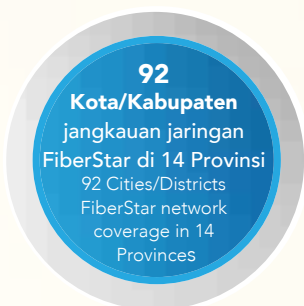 92
Kota/Kabupaten
jangkauan jaringan
FiberStar di 14 Provinsi
92 Cities/Districts
FiberStar network
coverage in 14
Provinces